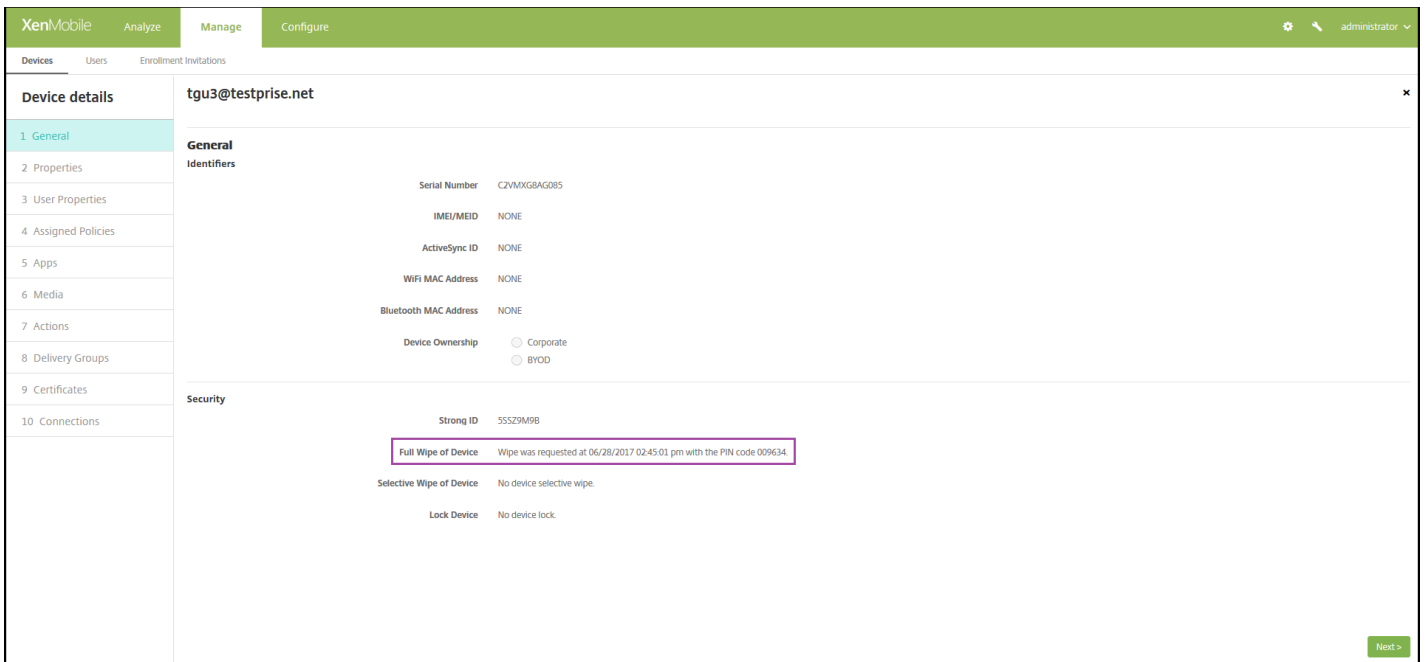 XenMobile Analyze Manage Configure administrator
Devices Users Enrollment Invitations
Device details
1 General
2 Properties
3 User Properties
4 Assigned Policies
5 Apps
6 Media
7 Actions
8 Delivery Groups
9 Certificates
10 Connections
tgu3@testprise.net ×
General
Identifiers
Serial Number C2VMXG8AG085
IMEI/MEID NONE
ActiveSync ID NONE
WiFi MAC Address NONE
Bluetooth MAC Address NONE
Device Ownership Corporate
BYOD
Security
Strong ID 5SSZ9M9B
Full Wipe of Device Wipe was requested at 06/28/2017 02:45:01 pm with the PIN code 009634.
Selective Wipe of Device No device selective wipe.
Lock Device No device lock.
Next >